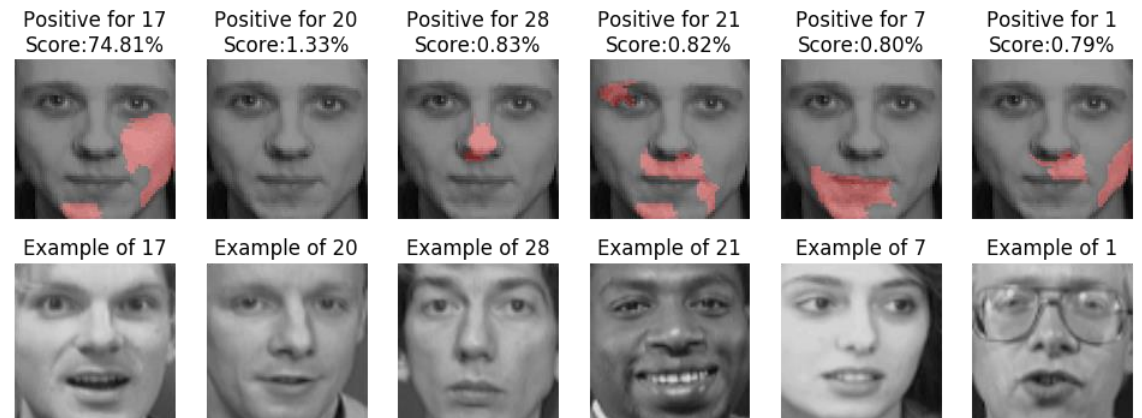 Positive for 17
Score:74.81%
Positive for 20
Score:1.33%
Positive for 28
Score:0.83%
Positive for 21
Score:0.82%
Positive for 7
Score:0.80%
Positive for 1
Score:0.79%
Example of 17
Example of 20
Example of 28
Example of 21
Example of 7
Example of 1